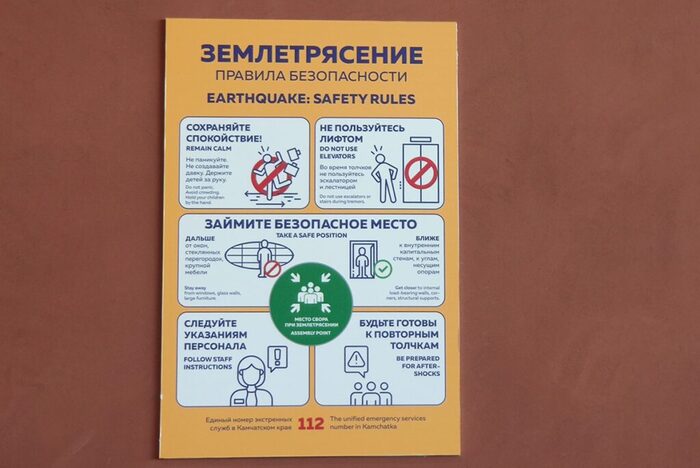 ЗЕМЛЕТРЯСЕНИЕ
ПРАВИЛА БЕЗОПАСНОСТИ
EARTHQUAKE: SAFETY RULES
СОХРАНЯЙТЕ
СПОКОЙСТВИЕ!
REMAIN CALM
Не паникуйте.
Не создавайте
давку. Держите
детей за руку.
Do not panic.
Avoid crowding.
Hold your children
by the hand.
НЕ ПОЛЬЗУЙТЕСЬ
ЛИФТОМ
DO NOT USE
ELEVATORS
Во время толчков
не пользуйтесь
эскалатором
и лестницей
Do not use escalators or
stairs during tremors.
ЗАЙМИТЕ БЕЗОПАСНОЕ МЕСТО
TAKE A SAFE POSITION
ДАЛЬШЕ
от окон,
стеклянных
перегородок,
крупной
мебели
Stay away
from windows, glass walls,
large furniture.
БЛИЖЕ
к внутренним
капитальным
стенам, к углам,
несущим
опорам
Get closer to internal
load-bearing walls, cor-
ners, structural supports.
МЕСТО СБОРА
ПРИ ЗЕМЛЕТРЯСЕНИИ
ASSEMBLY POINT
СЛЕДУЙТЕ
УКАЗАНИЯМ
ПЕРСОНАЛА
FOLLOW STAFF
INSTRUCTIONS
БУДЬТЕ ГОТОВЫ
К ПОВТОРНЫМ
ТОЛЧКАМ
BE PREPARED
FOR AFTER-
SHOCKS
Единый номер экстренных
служб в Камчатском крае
112
The unified emergency services
number in Kamchatka